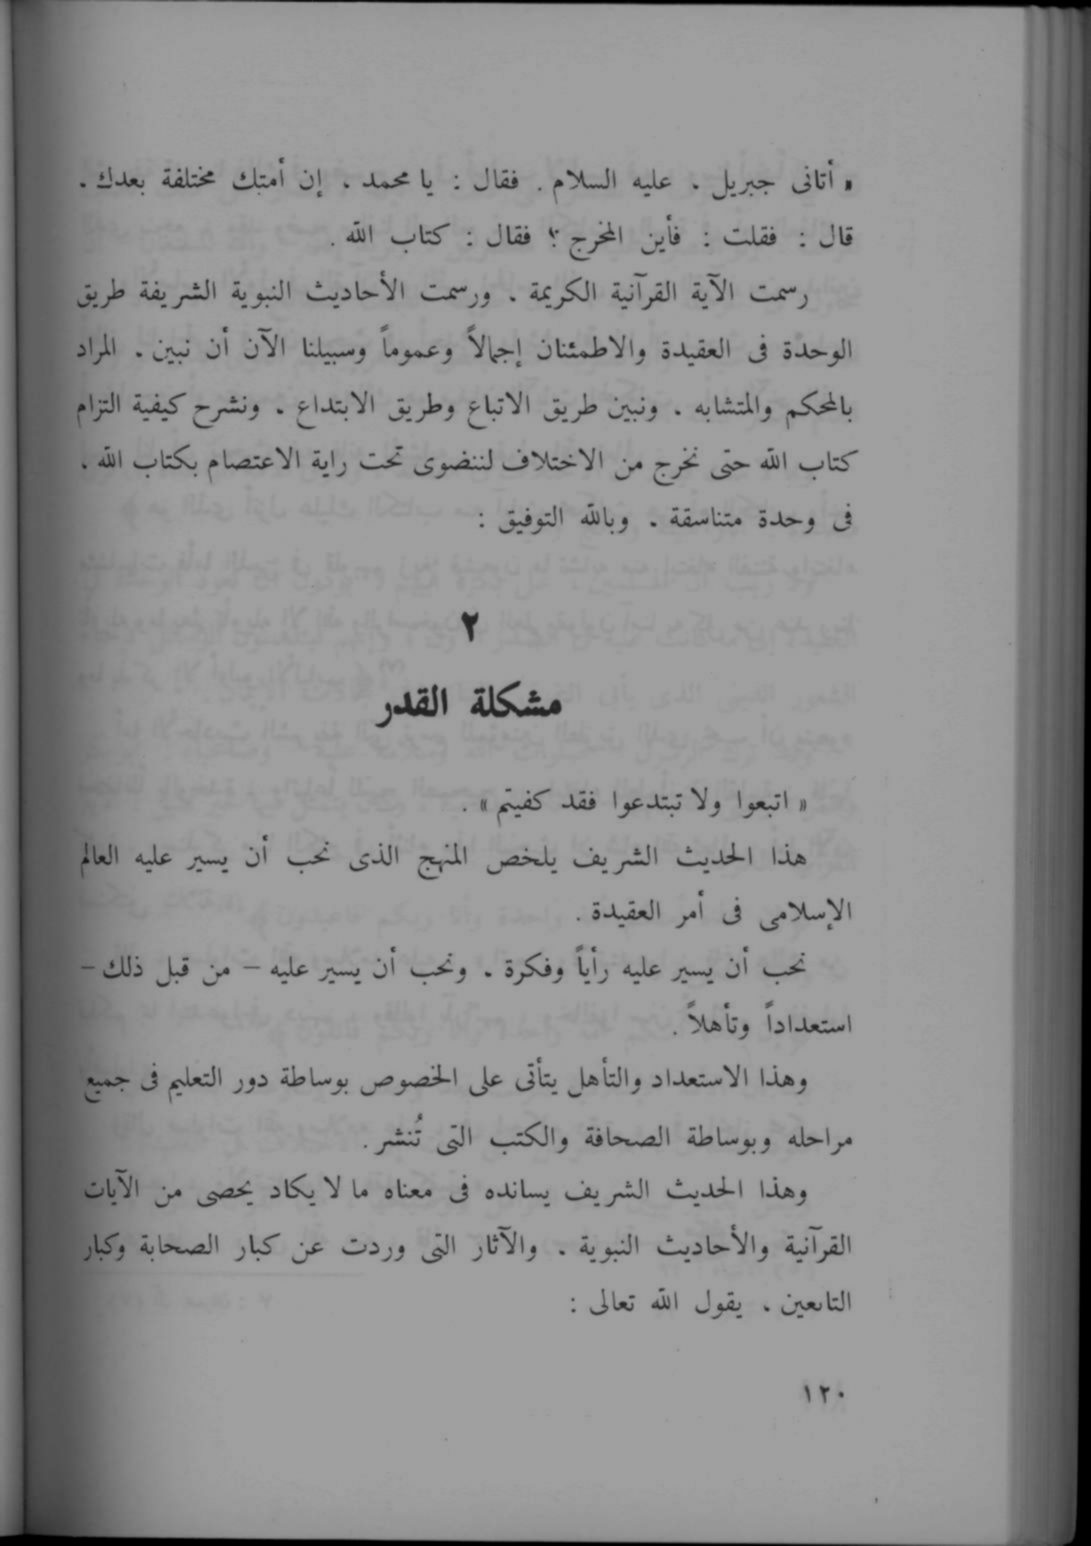 « أتانى جبريل ، عليه السلام . فقال : يا محمد ، إن أمتك مختلفة بعدك .
قال : فقلت : فأين المخرج ؟ فقال : كتاب الله .
رسمت الآية القرآنية الكريمة . ورسمت الأحاديث النبوية الشريفة طريق
الوحدة فى العقيدة والاطمئنان إجمالاً وعموماً وسبيلنا الآن أن نبين . المراد
بالمحكم والمتشابه . ونبين طريق الاتباع وطريق الابتداع . ونشرح كيفية التزام
كتاب الله حتى نخرج من الاختلاف لننضوى تحت راية الاعتصام بكتاب الله .
فى وحدة متناسقة . وبالله التوفيق :
٢
مشكلة القدر
« اتبعوا ولا تبتدعوا فقد كفيتم » .
هذا الحديث الشريف يلخص المنهج الذى نحب أن يسير عليه العالم
الإسلامى فى أمر العقيدة .
نحب أن يسير عليه رأياً وفكرة . ونحب أن يسير عليه – من قبل ذلك –
استعداداً وتأهلاً .
وهذا الاستعداد والتأهل يتأتى على الخصوص بوساطة دور التعليم فى جميع
مراحله وبوساطة الصحافة والكتب التى تُنشر .
وهذا الحديث الشريف يسانده فى معناه ما لا يكاد يحصى من الآيات
القرآنية والأحاديث النبوية . والآثار التى وردت عن كبار الصحابة وكبار
التابعين . يقول الله تعالى :
١٢٠